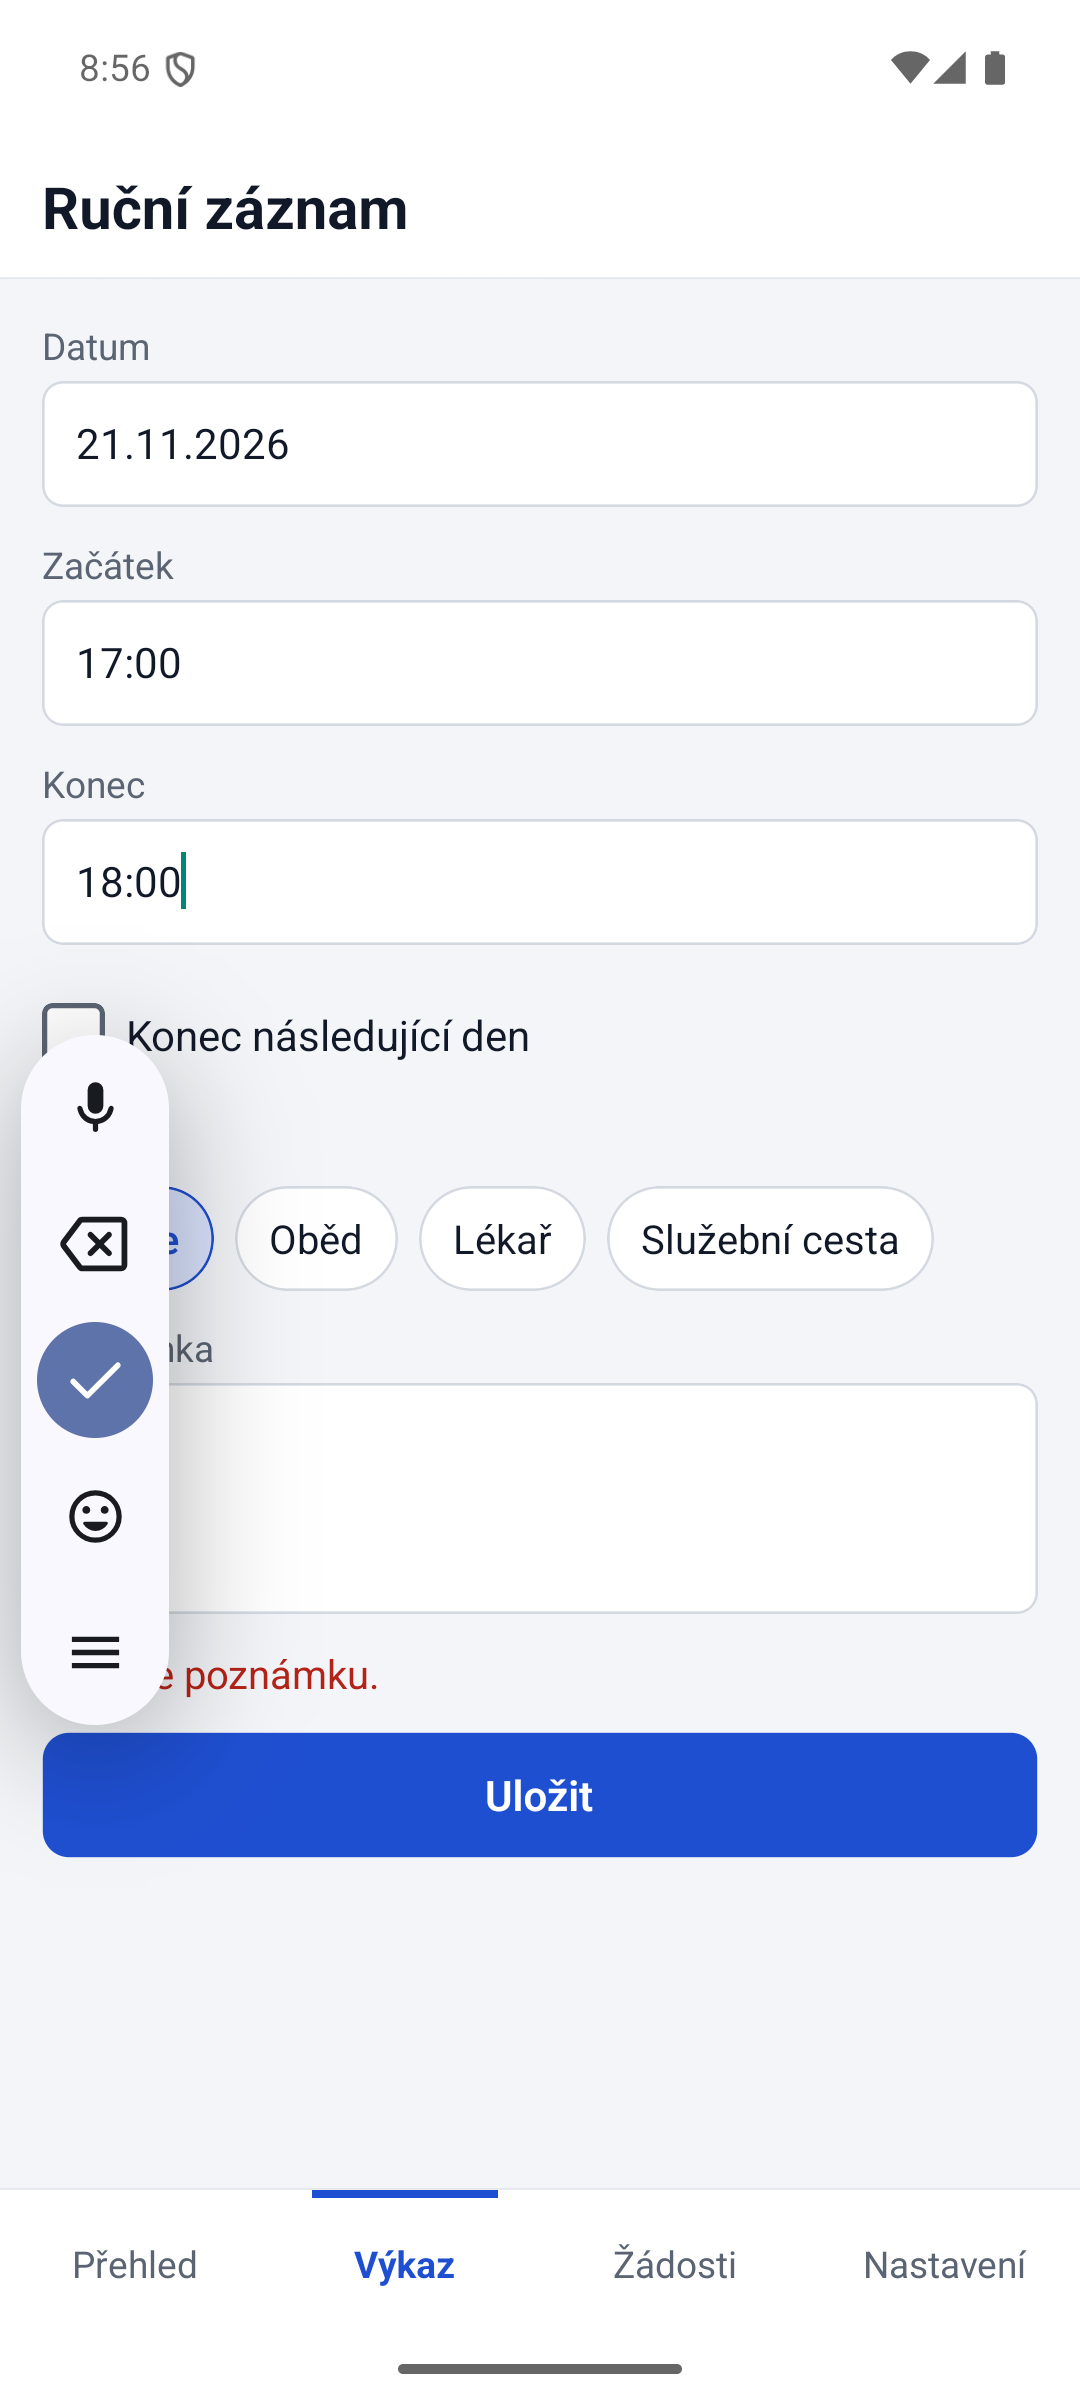 8:56
Ruční záznam
Datum
21.11.2026
Začátek
17:00
Konec
18:00
Konec následující den
Oběd
Lékař
Služební cesta
poznámku.
Uložit
Přehled
Výkaz
Žádosti
Nastavení